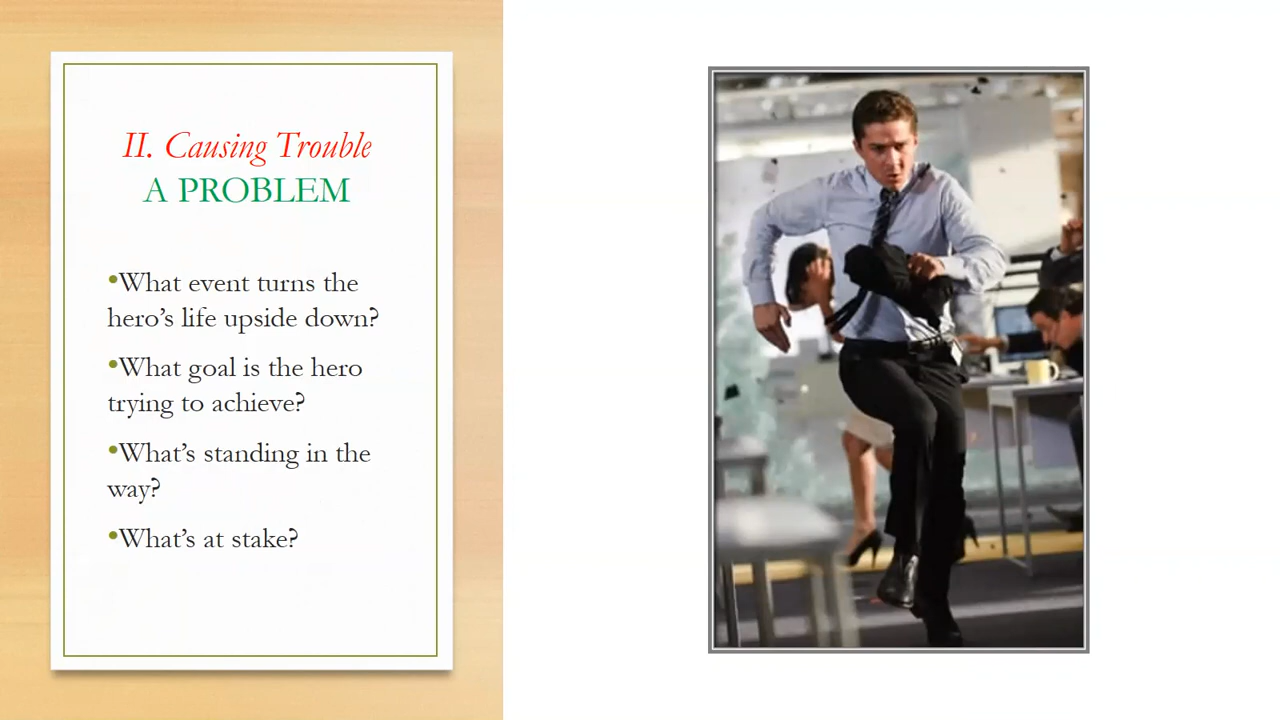 II. Causing Trouble
A PROBLEM
•What event turns the
hero’s life upside down?
•What goal is the hero
trying to achieve?
•What’s standing in the
way?
•What’s at stake?